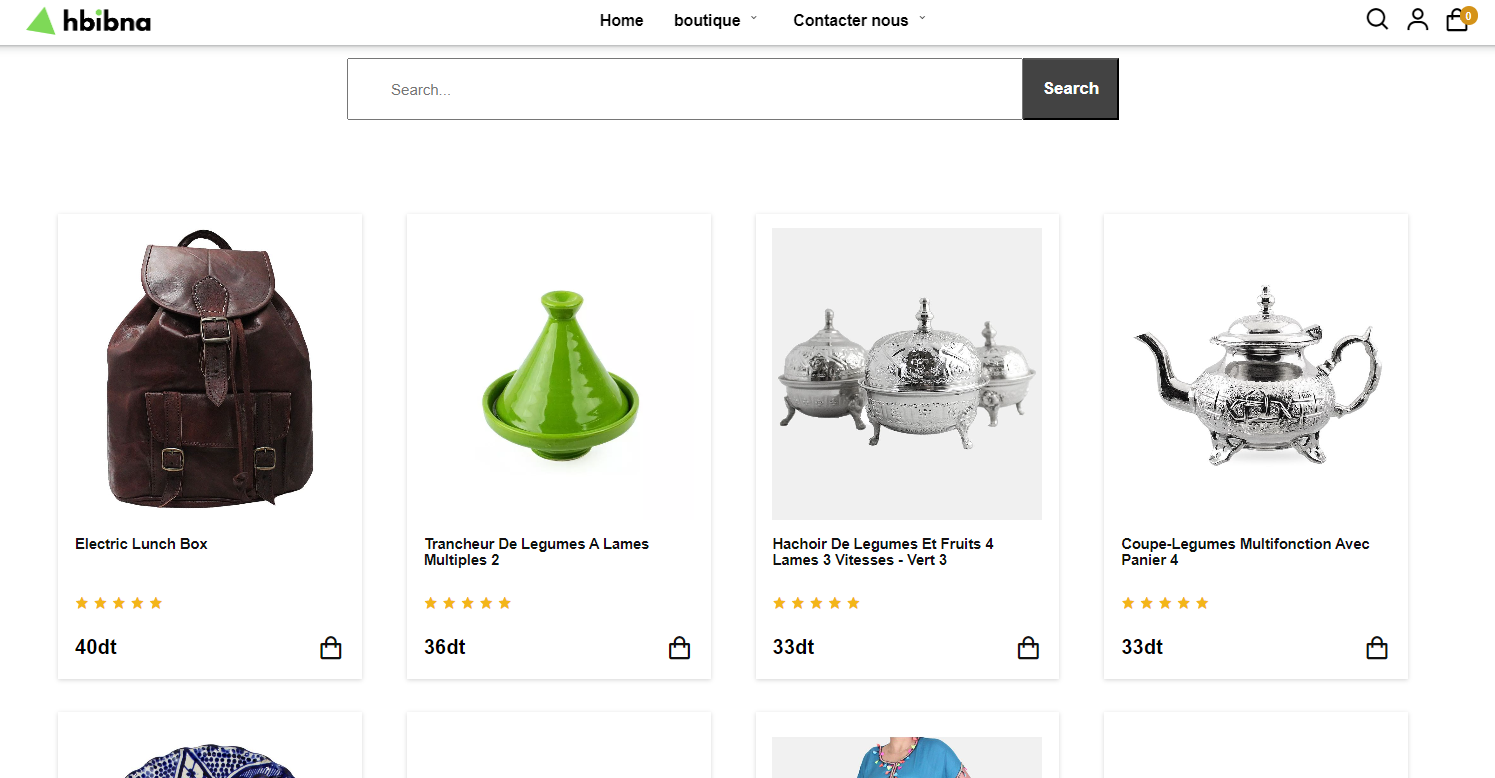 hbibna
Home
boutique
Contacter nous
0
Search...
Search
Electric Lunch Box
Trancheur De Legumes A Lames
Multiples 2
Hachoir De Legumes Et Fruits 4
Lames 3 Vitesses - Vert 3
Coupe-Legumes Multifonction Avec
Panier 4
40dt
36dt
33dt
33dt